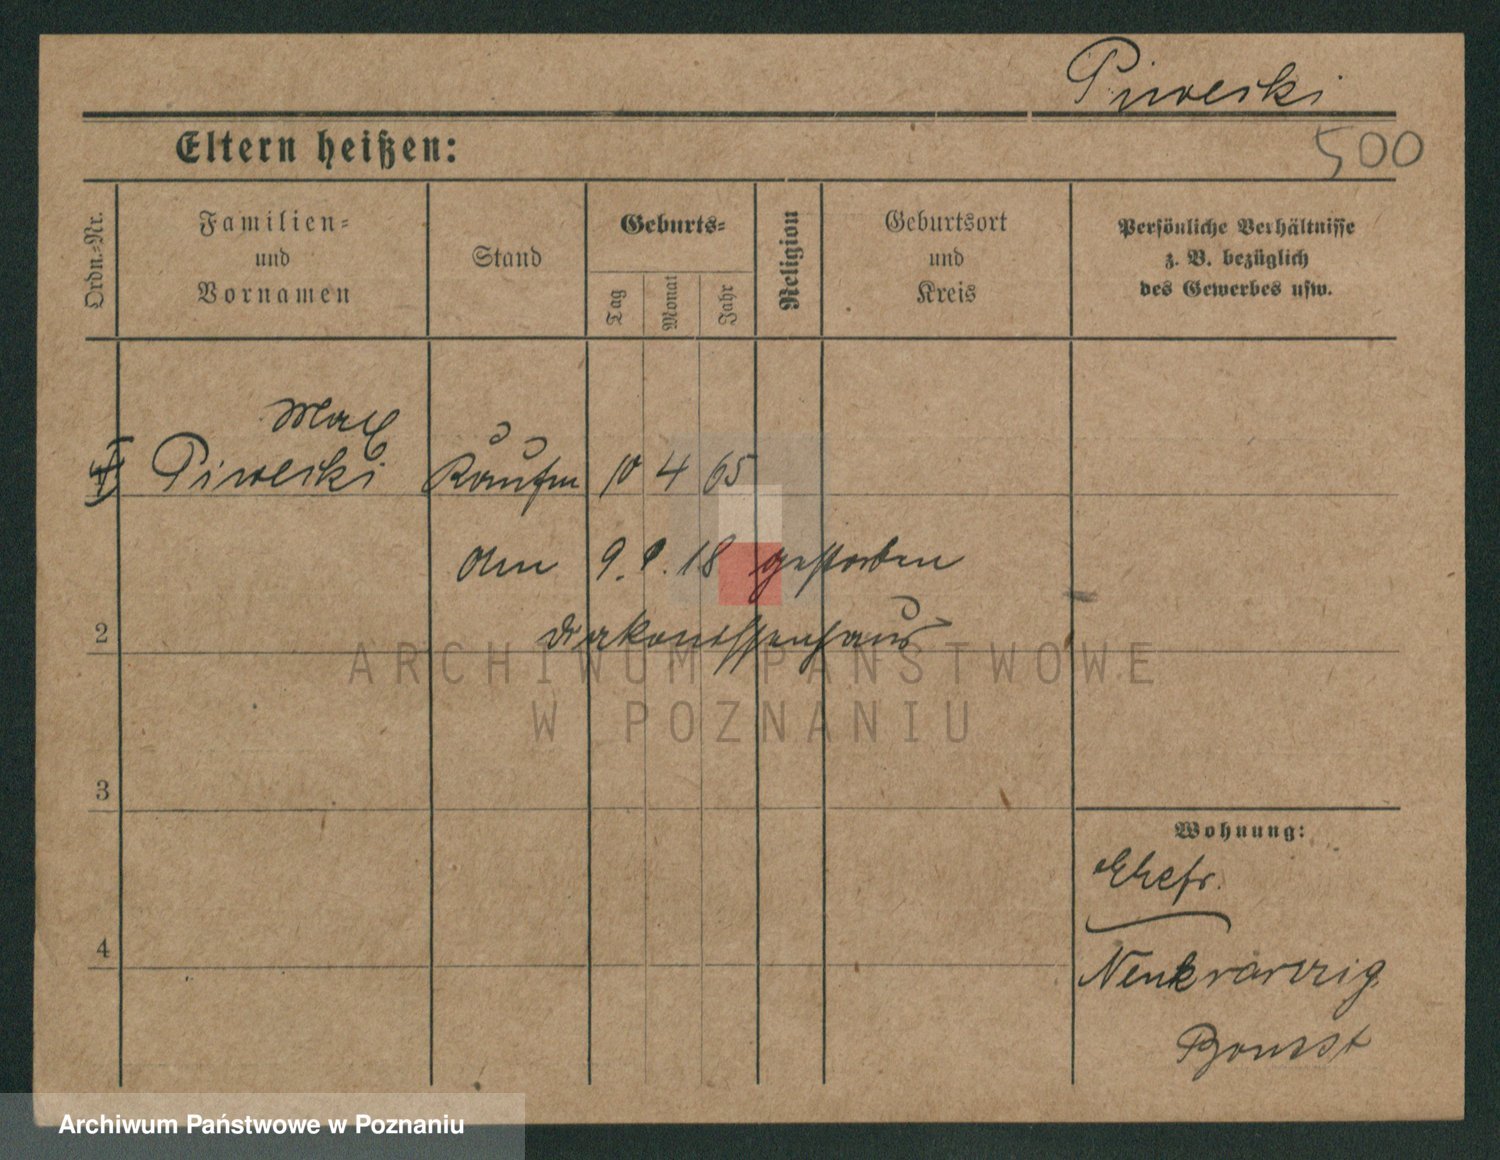 Piwecki
500
Eltern heißen:
Ordn.-Nr.
Familien-
und
Vornamen
Stand
Geburts-
Tag
Monat
Jahr
Religion
Geburtsort
und
Kreis
Persönliche Verhältnisse
z. B. bezüglich
des Gewerbes usw.
Max
Piwecki Kaufm 10 4 65
Am 9. 18 gestorben
2 Diakonissenhaus
3
4
Wohnung:
Ehefr.
ARCHIWUM PAŃSTWOWE
W POZNANIU
Archiwum Państwowe w Poznaniu